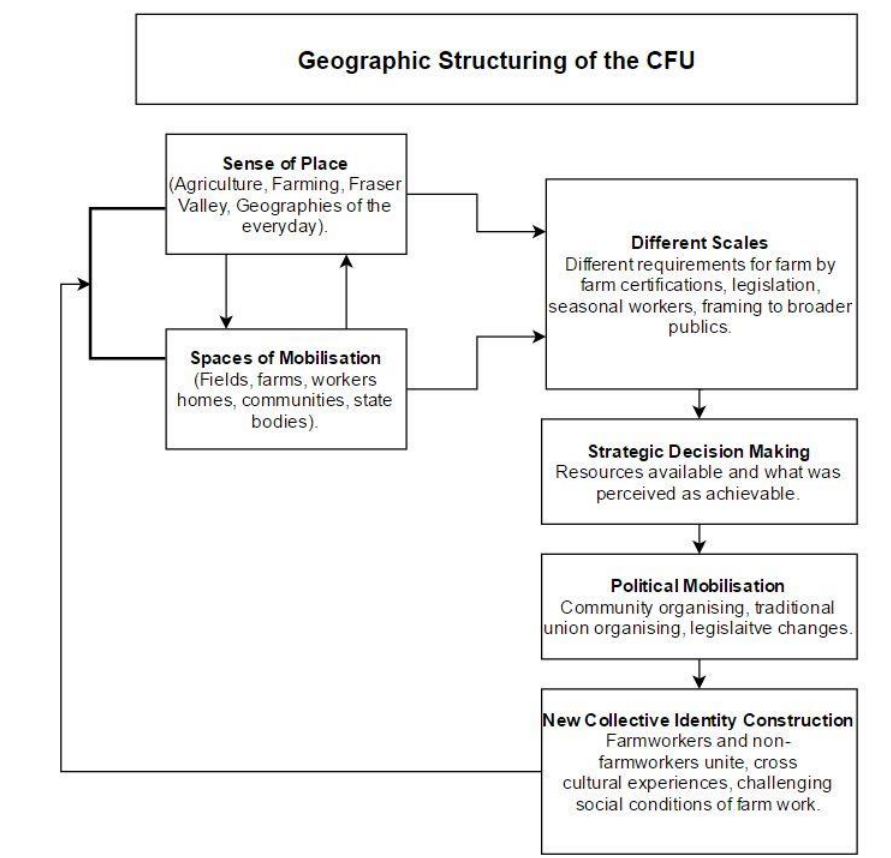 Geographic Structuring of the CFU
Sense of Place
(Agriculture, Farming, Fraser
Valley, Geographies of the
everyday).
Spaces of Mobilisation
(Fields, farms, workers
homes, communities, state
bodies).
Different Scales
Different requirements for farm by
farm certifications, legislation,
seasonal workers, framing to broader
publics.
Strategic Decision Making
Resources available and what was
perceived as achievable.
Political Mobilisation
Community organising, traditional
union organising, legislaitve changes.
New Collective Identity Construction
Farmworkers and non-
farmworkers unite, cross
cultural experiences, challenging
social conditions of farm work.